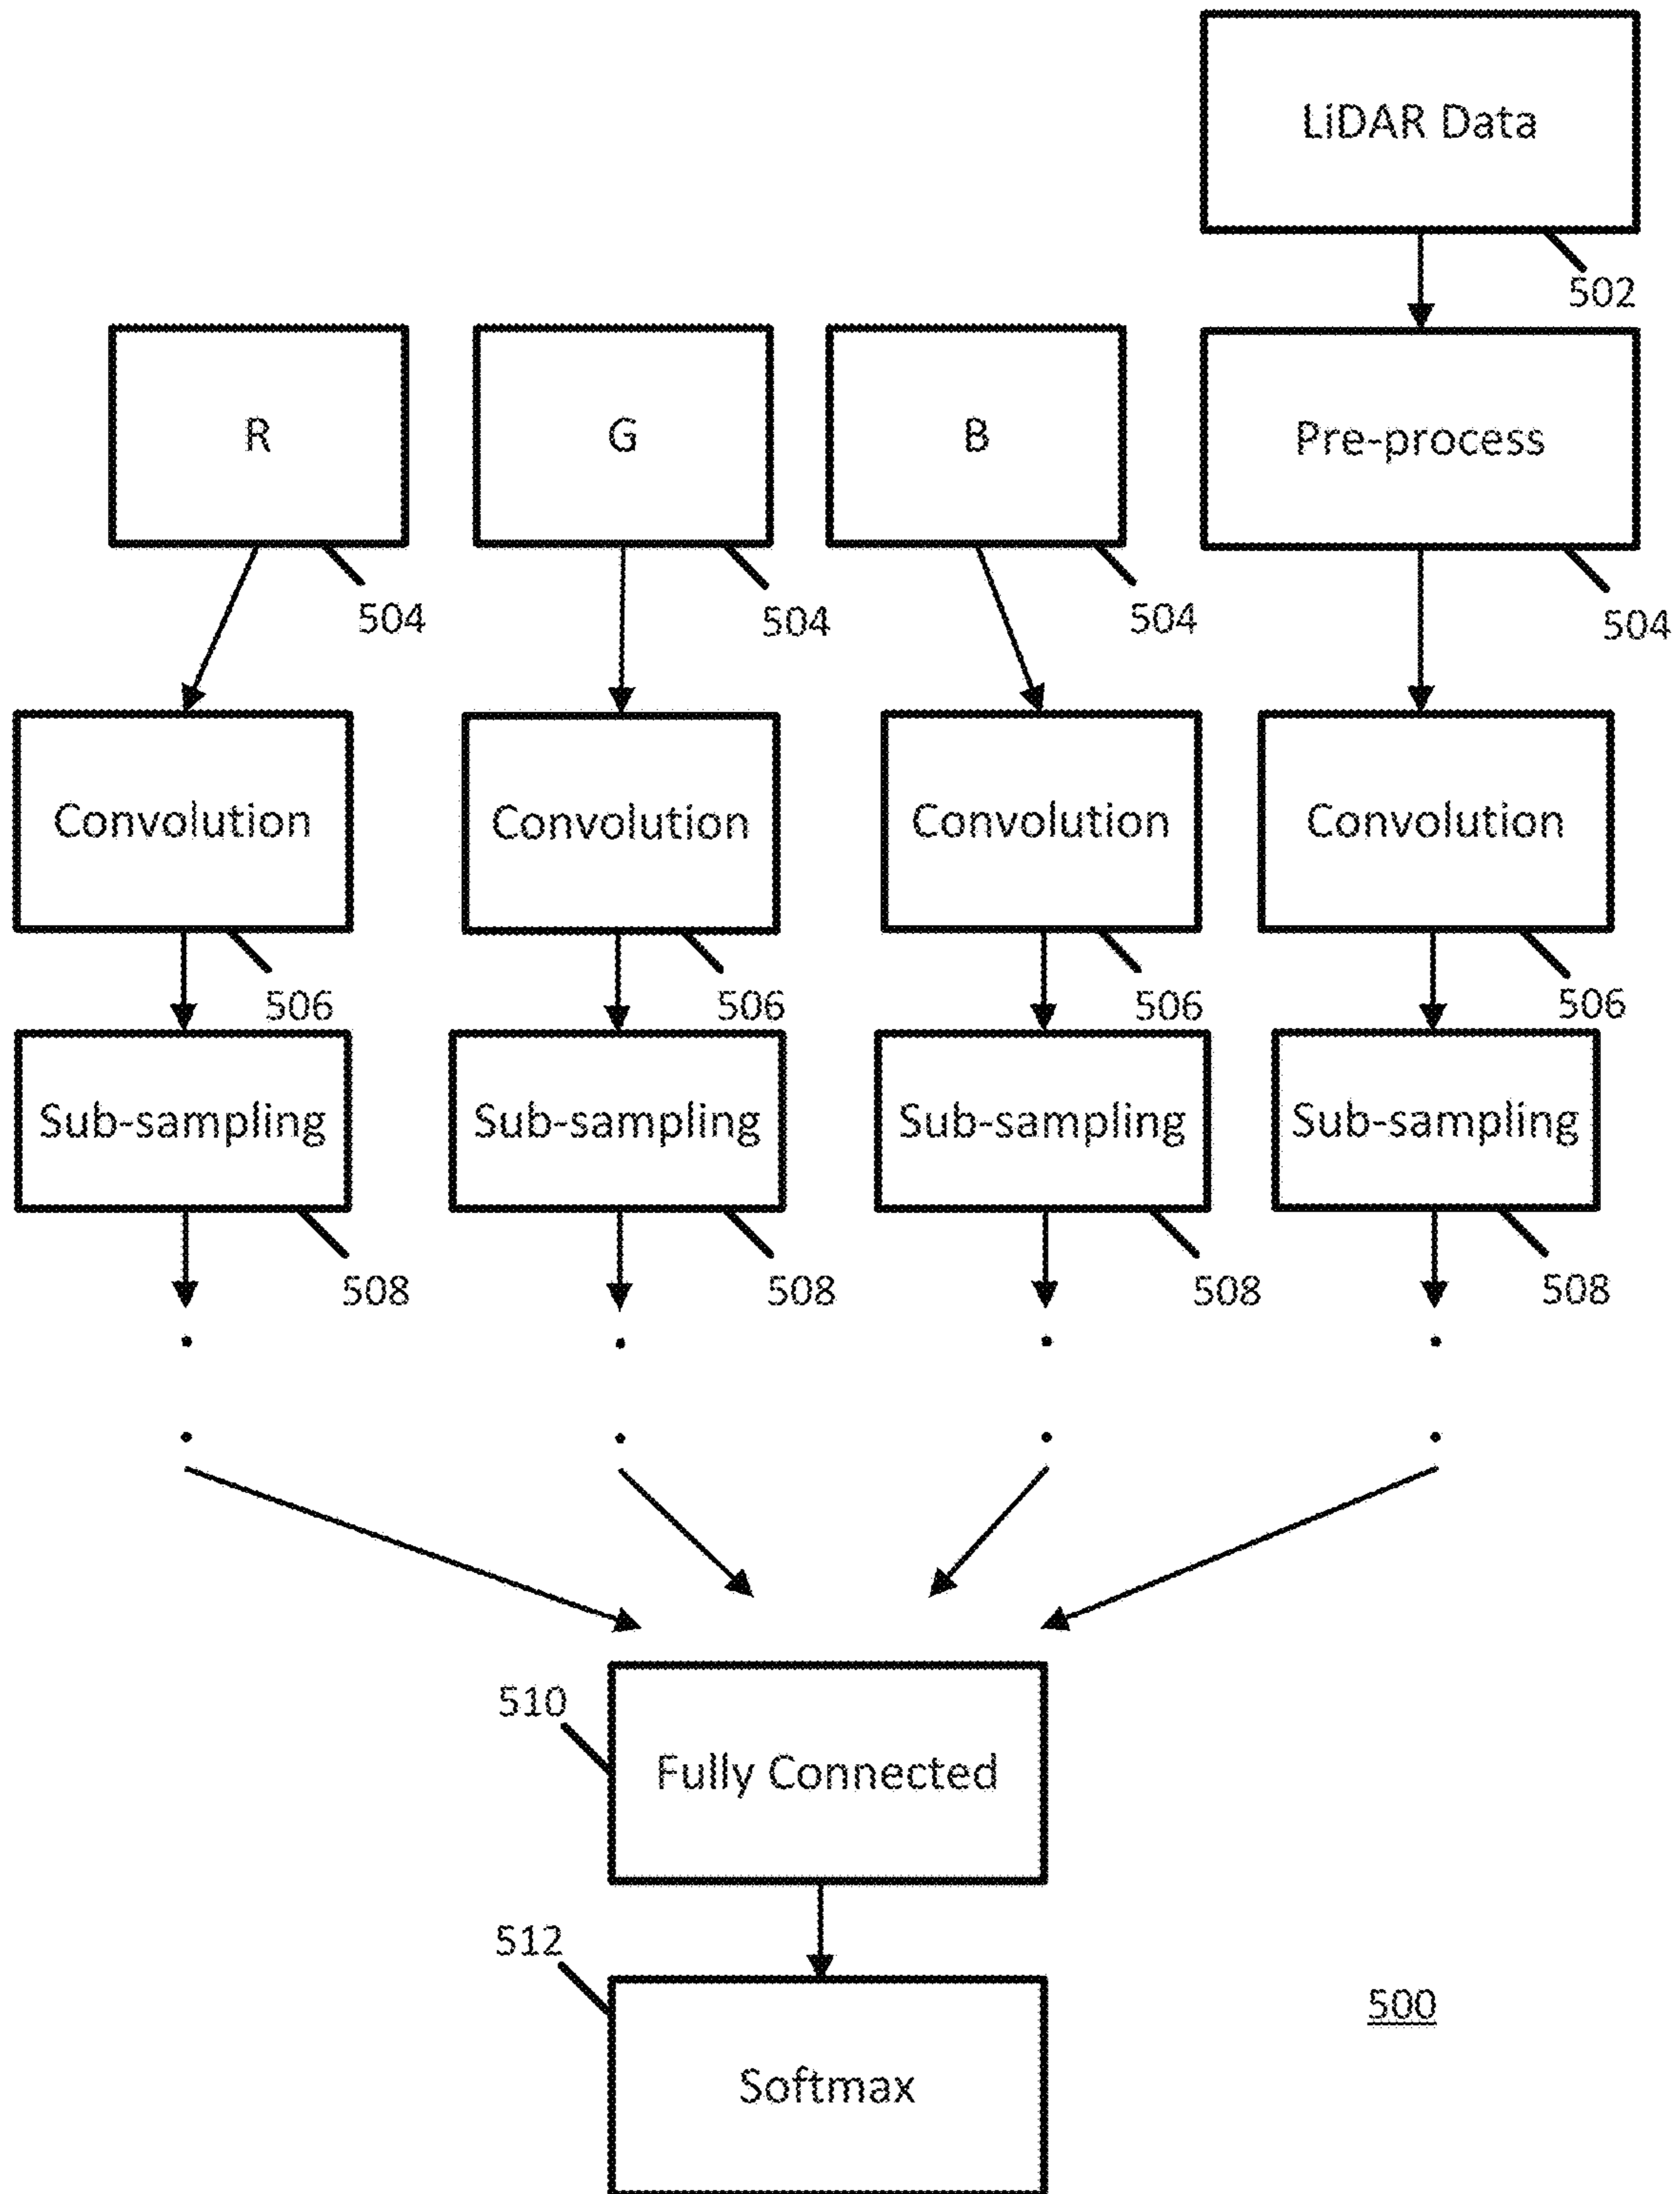 LiDAR Data
502
R
G
B
Pre-process
504
504
504
504
Convolution
Convolution
Convolution
Convolution
506
506
506
506
Sub-sampling
Sub-sampling
Sub-sampling
Sub-sampling
508
508
508
508
510
Fully Connected
512
500
Softmax